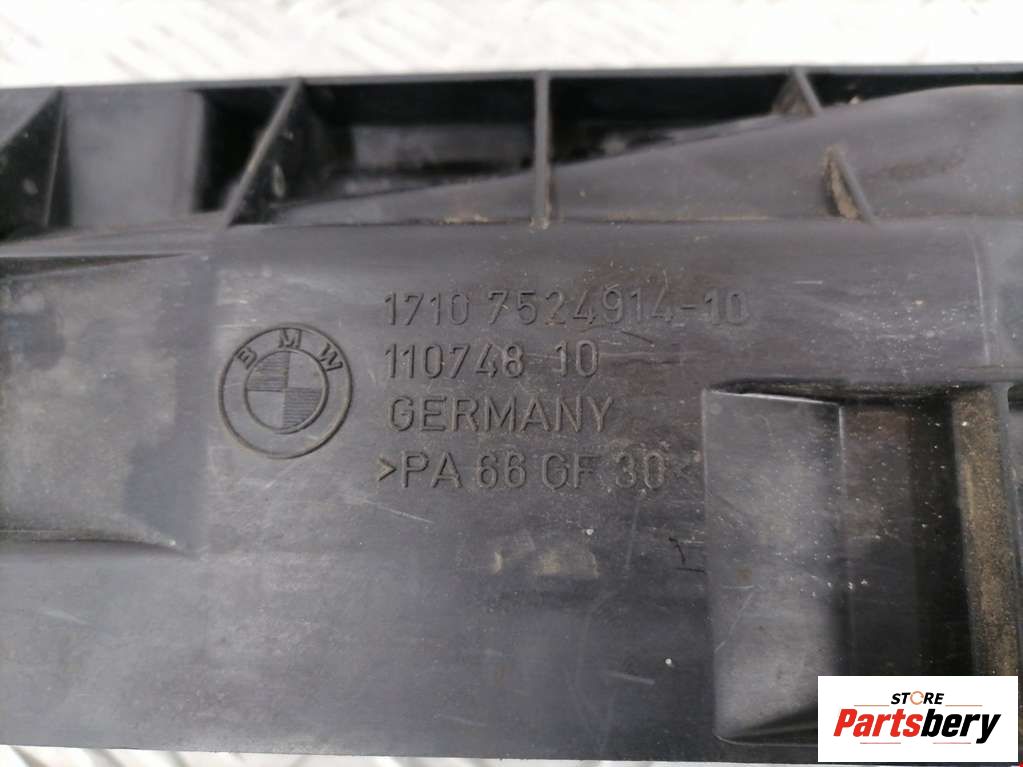 1710 7524914-10
110748 10
BMW
GERMANY
>PA 66 GF 30<
STORE
Partsbery